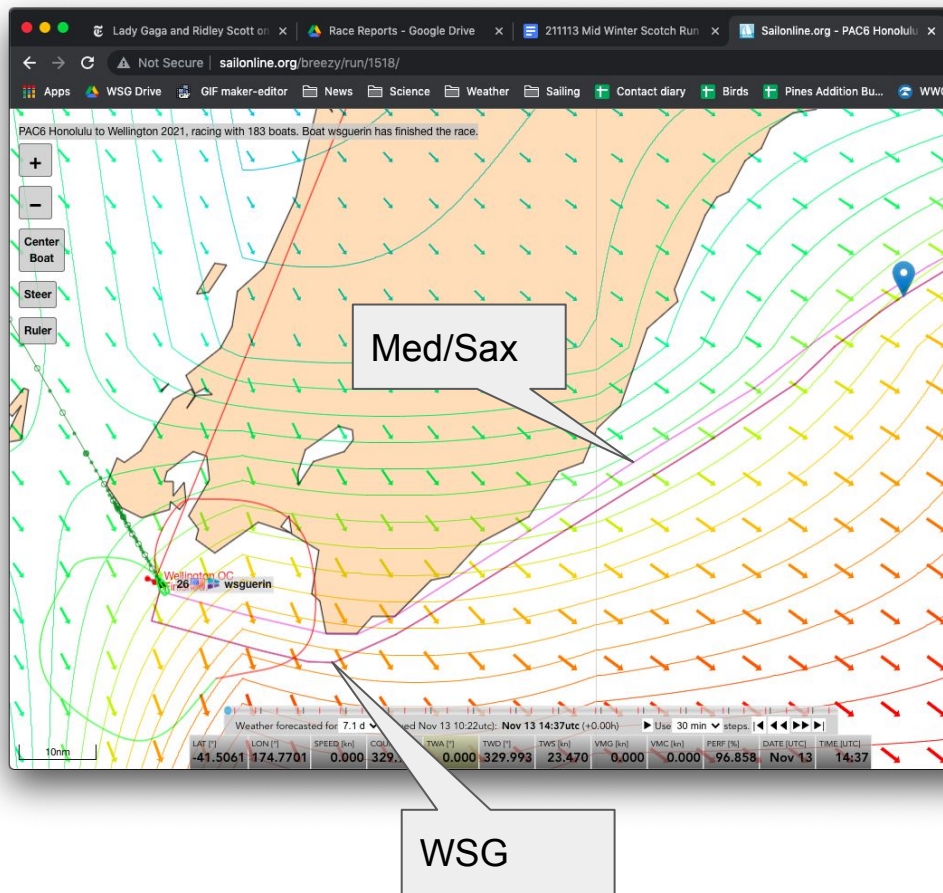 Lady Gaga and Ridley Scott on
Race Reports - Google Drive
211113 Mid Winter Scotch Run
Sailonline.org - PAC6 Honolulu
Not Secure | sailonline.org/breezy/run/1518/
Apps WSG Drive GIF maker-editor News Science Weather Sailing Contact diary Birds Pines Addition Bu... WWG
PAC6 Honolulu to Wellington 2021, racing with 183 boats. Boat wsguerin has finished the race.
+
−
Center
Boat
Steer
Ruler
Med/Sax
Wellington OC
26 wsguerin
Weather forecasted for 7.1 d Nov 13 10:22utc): Nov 13 14:37utc (+0.00h) Use 30 min steps.
10nm
LAT [°] LON [°] SPEED [kn] TWA [°] TWD [°] TWS [kn] VMG [kn] VMC [kn] PERF [%] DATE [UTC] TIME [UTC]
-41.5061 174.7701 0.000 0.000 329.993 23.470 0.000 0.000 96.858 Nov 13 14:37
WSG